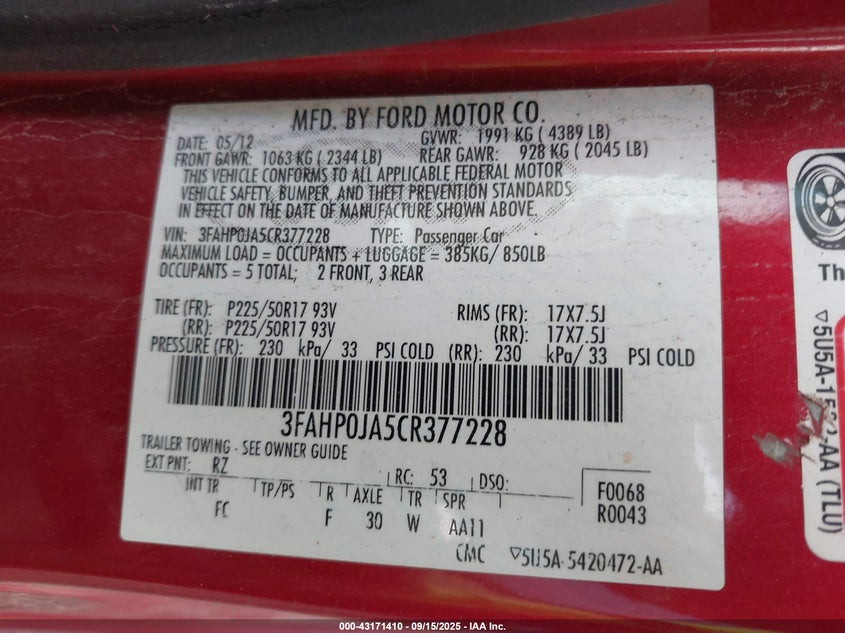 MFD. BY FORD MOTOR CO.
DATE: 05/12 GVWR: 1991 KG ( 4389 LB)
FRONT GAWR: 1063 KG ( 2344 LB) REAR GAWR: 928 KG ( 2045 LB)
THIS VEHICLE CONFORMS TO ALL APPLICABLE FEDERAL MOTOR
VEHICLE SAFETY, BUMPER, AND THEFT PREVENTION STANDARDS
IN EFFECT ON THE DATE OF MANUFACTURE SHOWN ABOVE.
VIN: 3FAHP0JA5CR377228 TYPE: Passenger Car
MAXIMUM LOAD = OCCUPANTS + LUGGAGE = 385KG/ 850LB
OCCUPANTS = 5 TOTAL; 2 FRONT, 3 REAR
TIRE (FR): P225/50R17 93V RIMS (FR): 17X7.5J
(RR): P225/50R17 93V (RR): 17X7.5J
PRESSURE (FR): 230 kPa/ 33 PSI COLD (RR): 230 kPa/ 33 PSI COLD
3FAHP0JA5CR377228
TRAILER TOWING - SEE OWNER GUIDE
EXT PNT: RZ RC: 53 DSO: F0068
INT TR TP/PS R AXLE TR SPR R0043
FC F 30 W AA11
CMC ▽5U5A-5420472-AA
Th
▽5U5A-15 -AA (TLU)
000-43171410 - 09/15/2025 - IAA Inc.